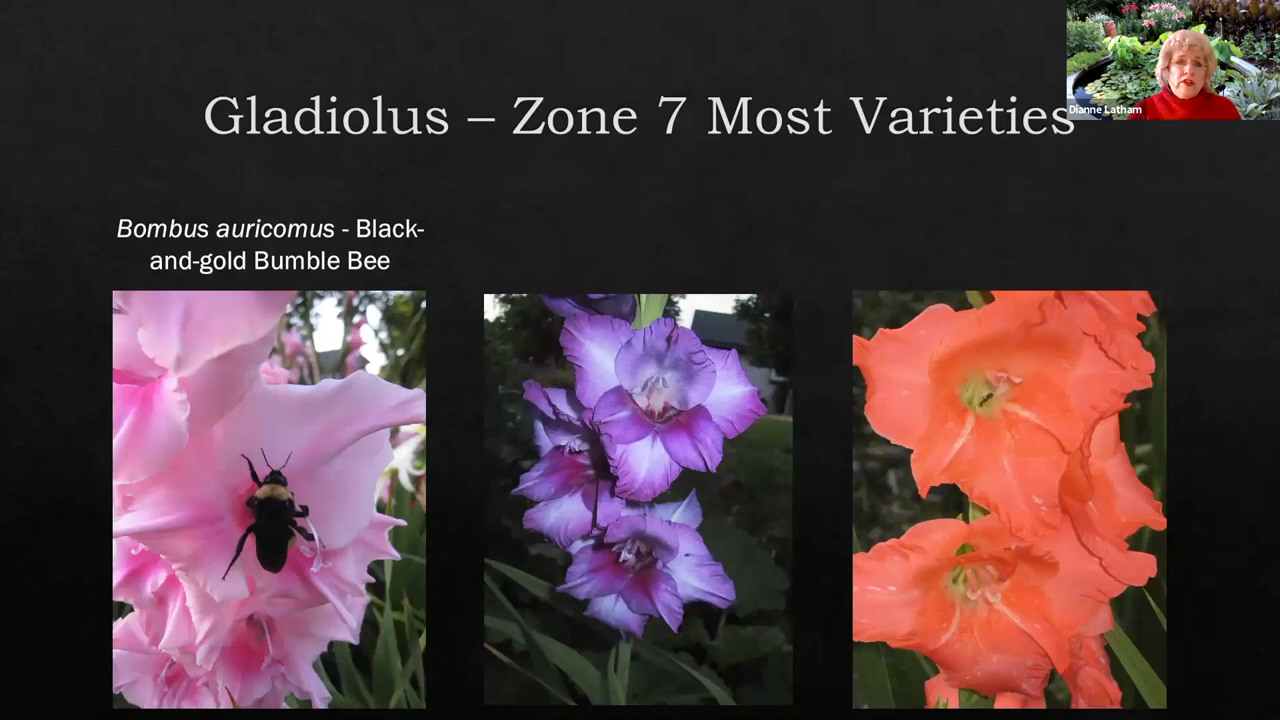 Gladiolus – Zone 7 Most Varieties
Dianne Latham
Bombus auricomus - Black-
and-gold Bumble Bee